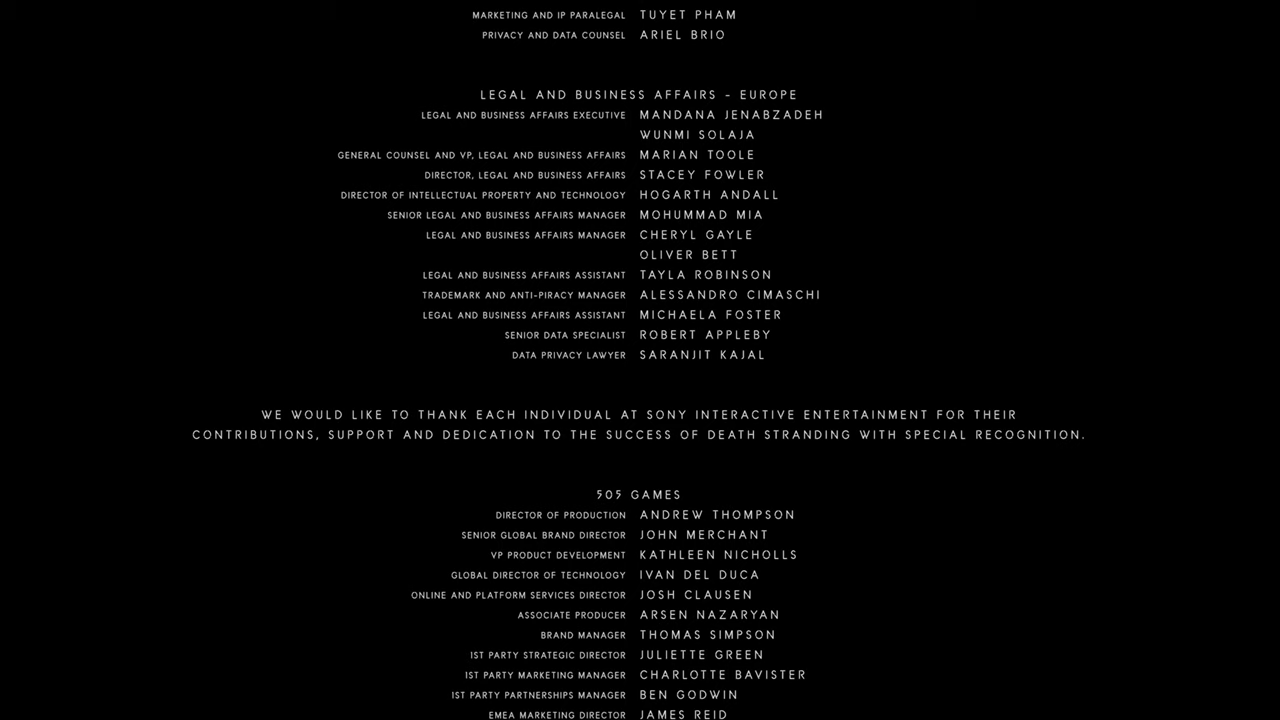 MARKETING AND IP PARALEGAL TUYET PHAM
PRIVACY AND DATA COUNSEL ARIEL BRIO
LEGAL AND BUSINESS AFFAIRS - EUROPE
LEGAL AND BUSINESS AFFAIRS EXECUTIVE MANDANA JENABZADEH
WUNMI SOLAJA
GENERAL COUNSEL AND VP, LEGAL AND BUSINESS AFFAIRS MARIAN TOOLE
DIRECTOR, LEGAL AND BUSINESS AFFAIRS STACEY FOWLER
DIRECTOR OF INTELLECTUAL PROPERTY AND TECHNOLOGY HOGARTH ANDALL
SENIOR LEGAL AND BUSINESS AFFAIRS MANAGER MOHUMMAD MIA
LEGAL AND BUSINESS AFFAIRS MANAGER CHERYL GAYLE
OLIVER BETT
LEGAL AND BUSINESS AFFAIRS ASSISTANT TAYLA ROBINSON
TRADEMARK AND ANTI-PIRACY MANAGER ALESSANDRO CIMASCHI
LEGAL AND BUSINESS AFFAIRS ASSISTANT MICHAELA FOSTER
SENIOR DATA SPECIALIST ROBERT APPLEBY
DATA PRIVACY LAWYER SARANJIT KAJAL
WE WOULD LIKE TO THANK EACH INDIVIDUAL AT SONY INTERACTIVE ENTERTAINMENT FOR THEIR
CONTRIBUTIONS, SUPPORT AND DEDICATION TO THE SUCCESS OF DEATH STRANDING WITH SPECIAL RECOGNITION.
505 GAMES
DIRECTOR OF PRODUCTION ANDREW THOMPSON
SENIOR GLOBAL BRAND DIRECTOR JOHN MERCHANT
VP PRODUCT DEVELOPMENT KATHLEEN NICHOLLS
GLOBAL DIRECTOR OF TECHNOLOGY IVAN DEL DUCA
ONLINE AND PLATFORM SERVICES DIRECTOR JOSH CLAUSEN
ASSOCIATE PRODUCER ARSEN NAZARYAN
BRAND MANAGER THOMAS SIMPSON
1ST PARTY STRATEGIC DIRECTOR JULIETTE GREEN
1ST PARTY MARKETING MANAGER CHARLOTTE BAVISTER
1ST PARTY PARTNERSHIPS MANAGER BEN GODWIN
EMEA MARKETING DIRECTOR JAMES REID